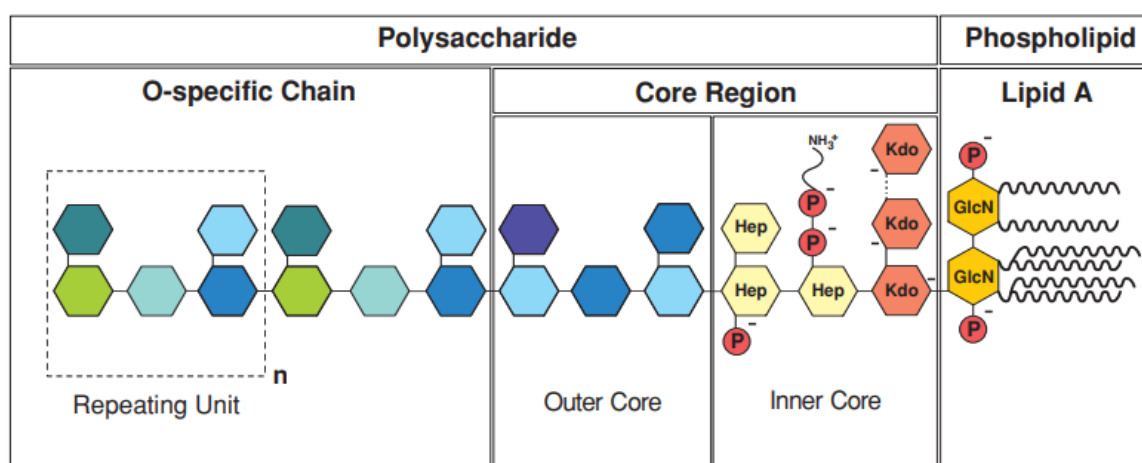 Polysaccharide
Phospholipid
O-specific Chain
Core Region
Lipid A
NH3+
Kdo
P
P
GlcN
Hep
P
Kdo
GlcN
Hep
Hep
Kdo
P
P
n
Repeating Unit
Outer Core
Inner Core